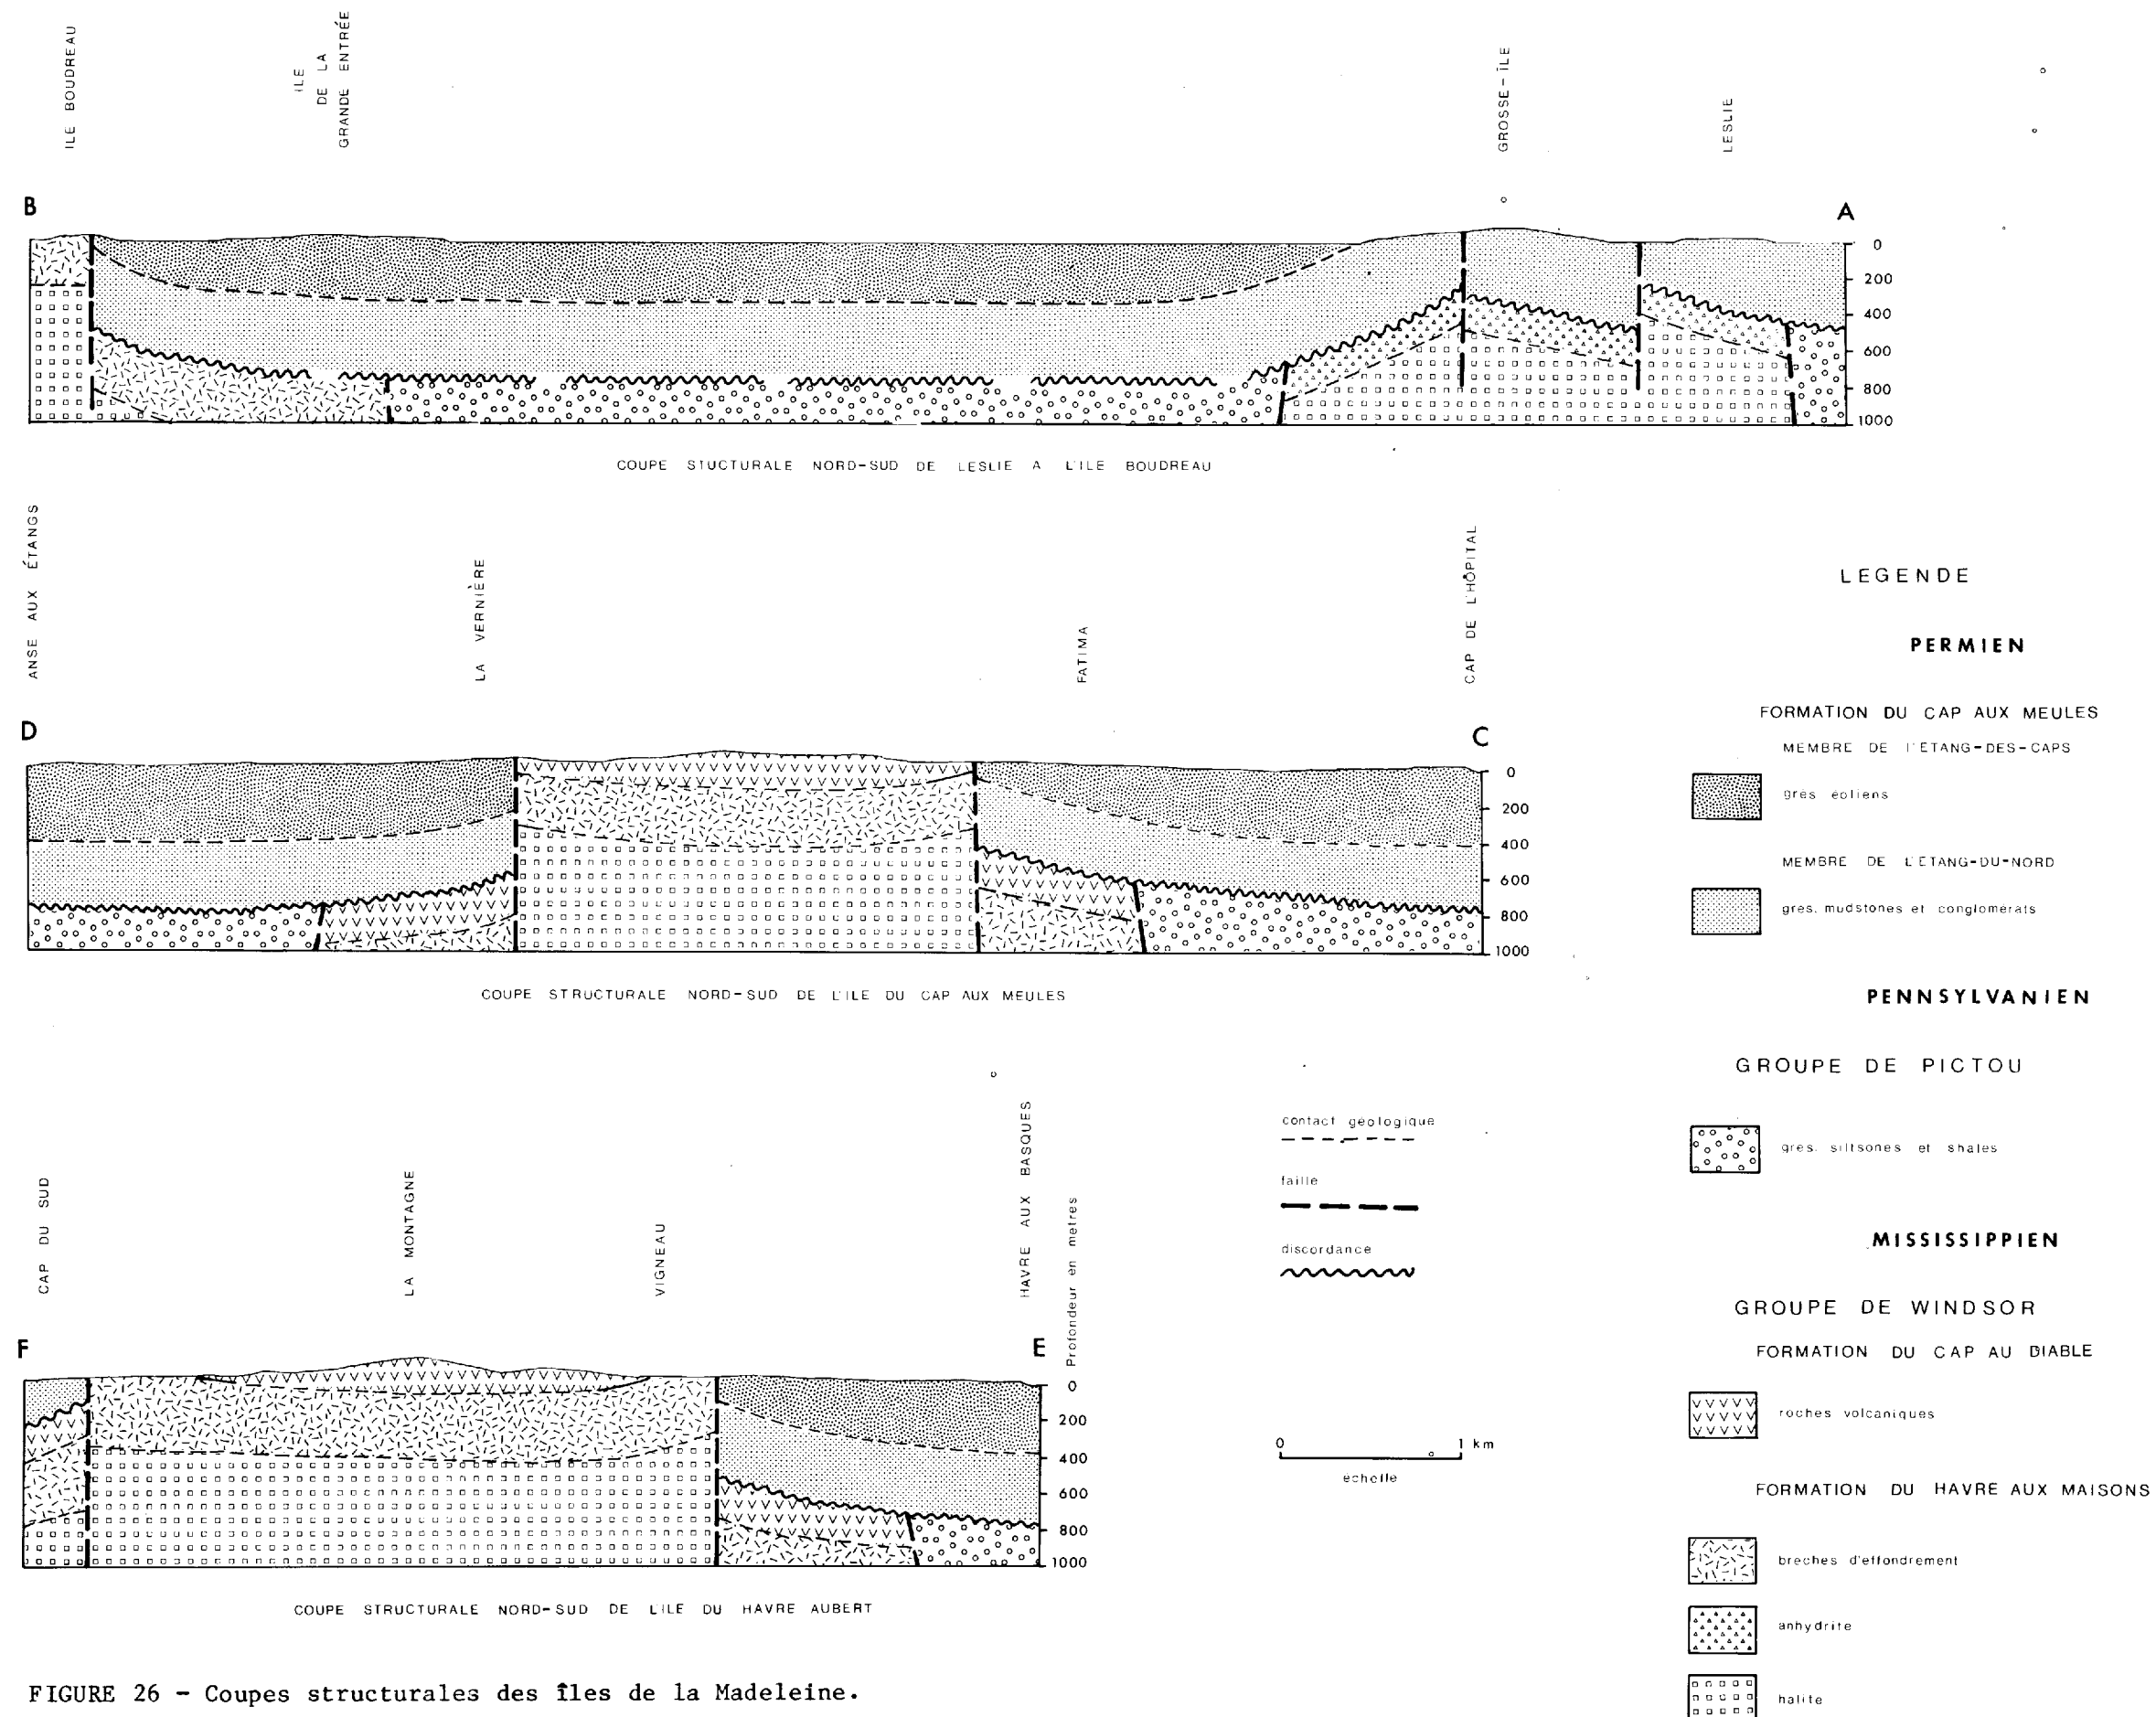 ILE BOUDREAU
ILE
DE LA
GRANDE ENTRÉE
GROSSE-ÎLE
LESLIE
B
A
0
200
400
600
800
1000
COUPE STUCTURALE NORD-SUD DE LESLIE A L'ILE BOUDREAU
ANSE AUX ÉTANGS
LA VERNIÈRE
FATIMA
CAP DE L'HÔPITAL
D
C
0
200
400
600
800
1000
COUPE STRUCTURALE NORD-SUD DE L'ILE DU CAP AUX MEULES
CAP DU SUD
LA MONTAGNE
VIGNEAU
HAVRE AUX BASQUES
Profondeur en metres
F
E
0
200
400
600
800
1000
COUPE STRUCTURALE NORD-SUD DE L'ILE DU HAVRE AUBERT
contact géologique
faille
discordance
0 1 km
echelle
LEGENDE
PERMIEN
FORMATION DU CAP AUX MEULES
MEMBRE DE l'ETANG-DES-CAPS
grès eoliens
MEMBRE DE L'ETANG-DU-NORD
grès, mudstones et conglomérats
PENNSYLVANIEN
GROUPE DE PICTOU
grès, siltsones et shales
MISSISSIPPIEN
GROUPE DE WINDSOR
FORMATION DU CAP AU DIABLE
roches volcaniques
FORMATION DU HAVRE AUX MAISONS
breches d'effondrement
anhydrite
halite
FIGURE 26 - Coupes structurales des îles de la Madeleine.